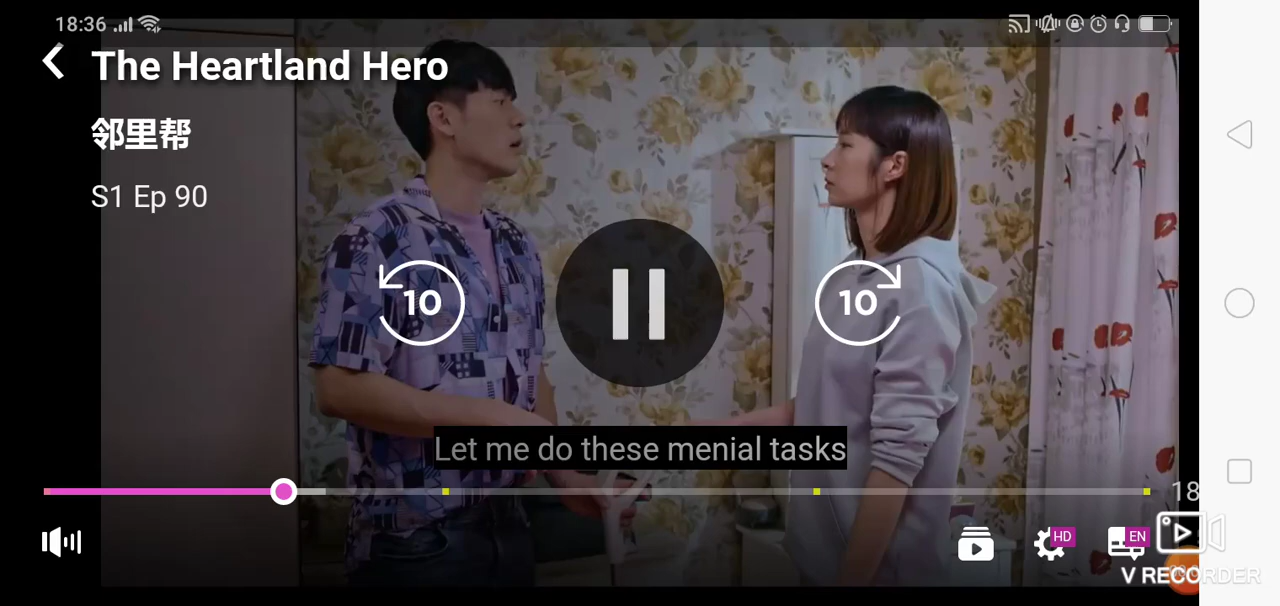 18:36
The Heartland Hero
邻里帮
S1 Ep 90
10
10
Let me do these menial tasks
18
HD
EN
V RECORDER